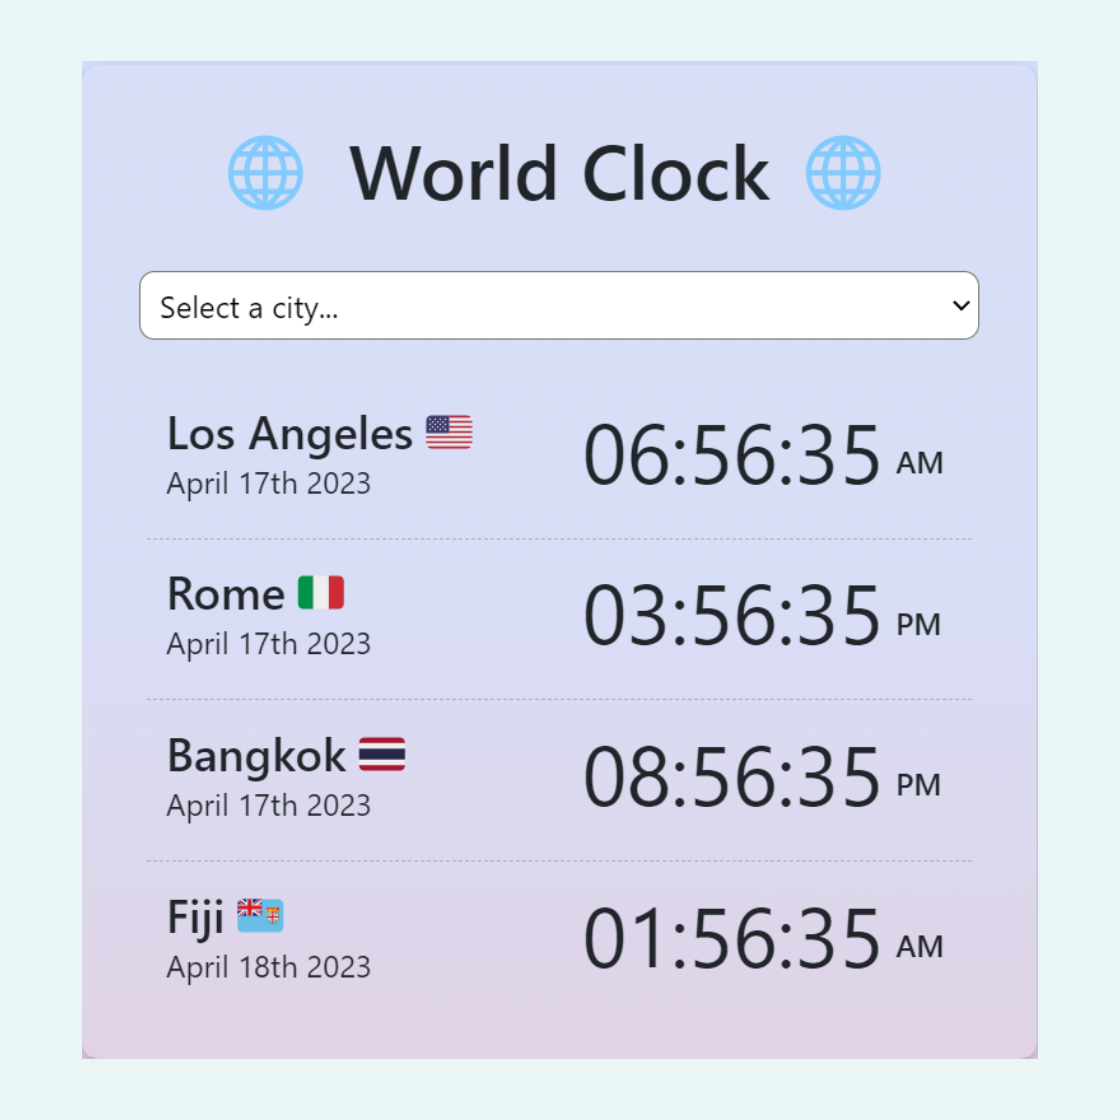 World Clock
Select a city...
Los Angeles
April 17th 2023
06:56:35 AM
Rome
April 17th 2023
03:56:35 PM
Bangkok
April 17th 2023
08:56:35 PM
Fiji
April 18th 2023
01:56:35 AM